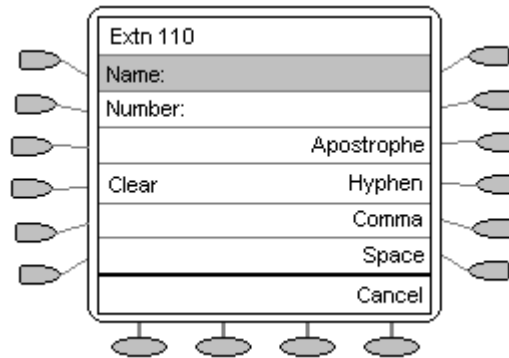 Extn 110
Name:
Number:
Apostrophe
Clear Hyphen
Comma
Space
Cancel